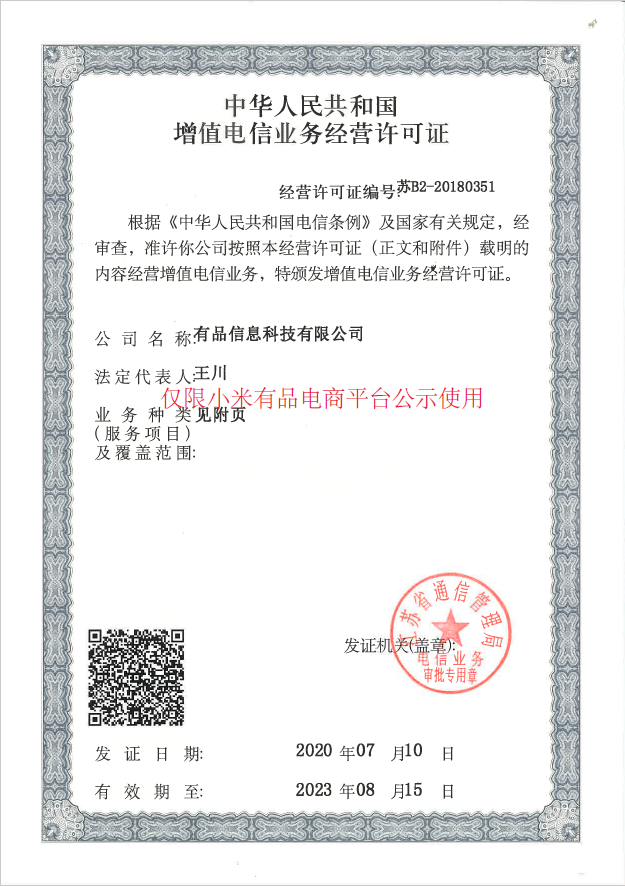 中华人民共和国
增值电信业务经营许可证
经营许可证编号:苏B2-20180351
根据《中华人民共和国电信条例》及国家有关规定，经
审查，准许你公司按照本经营许可证（正文和附件）载明的
内容经营增值电信业务，特颁发增值电信业务经营许可证。
公司名称:有品信息科技有限公司
法定代表人:王川
仅限小米有品电商平台公示使用
业务种类 见附页
(服务项目)
及覆盖范围:
江苏省通信管理局
发证机关(盖章):
电信业务
审批专用章
发证日期: 2020 年07 月10 日
有效期至: 2023 年08 月15 日